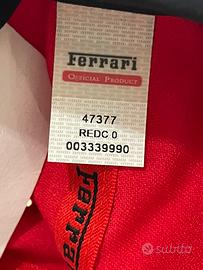 Ferrari
OFFICIAL PRODUCT
47377
REDC 0
003339990
Ferrari
subito